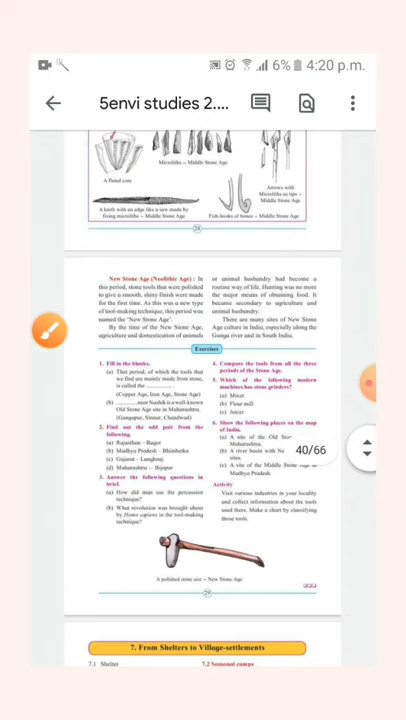 6% 4:20 p.m.
5envi studies 2....
A fluted core
Microliths – Middle Stone Age
Arrows with
Microliths as tips –
Middle Stone Age
A knife with an edge like a saw made by
fixing microliths – Middle Stone Age
Fish-hooks of bones – Middle Stone Age
28
New Stone Age (Neolithic Age) : In
this period, stone tools that were polished
to give a smooth, shiny finish were made
for the first time. As this was a new type
of tool-making technique, this period was
named the 'New Stone Age'.
By the time of the New Stone Age,
agriculture and domestication of animals
or animal husbandry had become a
routine way of life. Hunting was no more
the major means of obtaining food. It
became secondary to agriculture and
animal husbandry.
There are many sites of New Stone
Age culture in India, especially along the
Ganga river and in South India.
Exercises
1. Fill in the blanks.
(a) That period, of which the tools that
we find are mainly made from stone,
is called the ................
(Copper Age, Iron Age, Stone Age)
(b) ............near Nashik is a well-known
Old Stone Age site in Maharashtra.
(Gangapur, Sinnar, Chandwad)
2. Find out the odd pair from the
following.
(a) Rajasthan – Bagor
(b) Madhya Pradesh – Bhimbetka
(c) Gujarat – Langhnaj
(d) Maharashtra – Bijapur
3. Answer the following questions in
brief.
(a) How did man use the percussion
technique?
(b) What revolution was brought about
by Homo sapiens in the tool-making
technique?
4. Compare the tools from all the three
periods of the Stone Age.
5. Which of the following modern
machines has stone grinders?
(a) Mixer
(b) Flour mill
(c) Juicer
6. Show the following places on the map
of India.
(a) A site of the Old Stor
Maharashtra.
(b) A river basin with Ne
sites.
(c) A site of the Middle Stone Age in
Madhya Pradesh.
40/66
Activity
Visit various industries in your locality
and collect information about the tools
used there. Make a chart by classifying
those tools.
A polished stone axe – New Stone Age
29
7. From Shelters to Village-settlements
7.1 Shelter
7.2 Seasonal camps